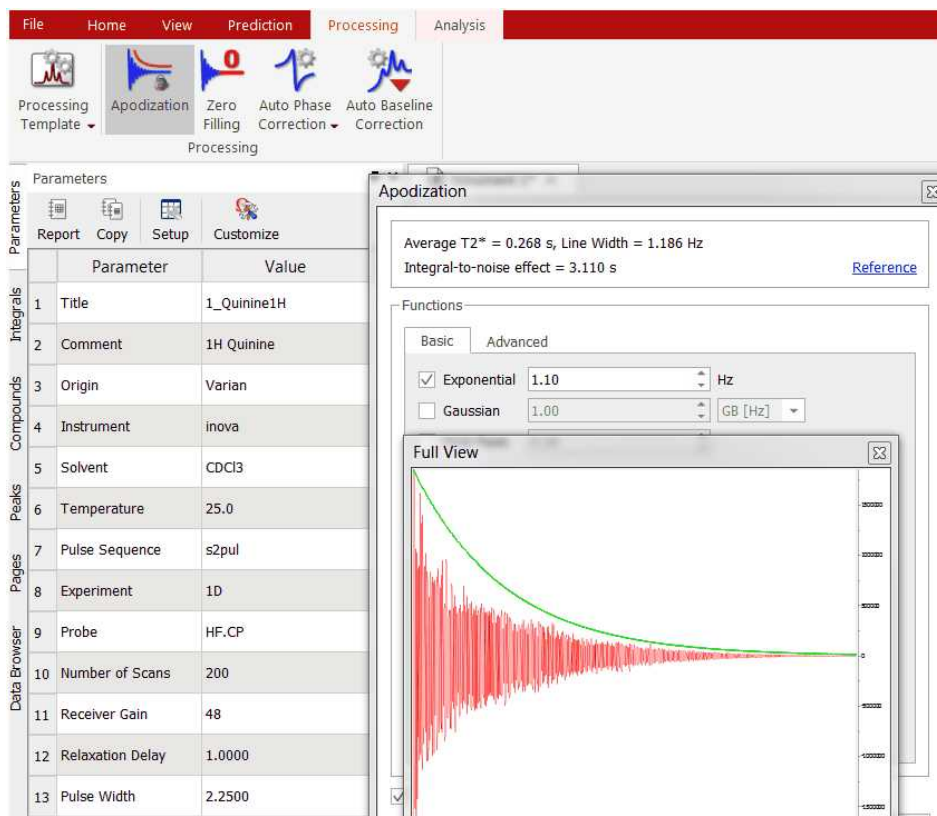 File Home View Prediction Processing Analysis
Processing Template
Apodization
Zero Filling
Auto Phase Correction
Auto Baseline Correction
Processing
Parameters
Integrals
Compounds
Peaks
Pages
Data Browser
Parameters
Report Copy Setup Customize
Parameter Value
1 Title 1_Quinine1H
2 Comment 1H Quinine
3 Origin Varian
4 Instrument inova
5 Solvent CDCl3
6 Temperature 25.0
7 Pulse Sequence s2pul
8 Experiment 1D
9 Probe HF.CP
10 Number of Scans 200
11 Receiver Gain 48
12 Relaxation Delay 1.0000
13 Pulse Width 2.2500
Apodization
Average T2* = 0.268 s, Line Width = 1.186 Hz
Integral-to-noise effect = 3.110 s Reference
Functions
Basic Advanced
Exponential 1.10 Hz
Gaussian 1.00 GB [Hz]
Full View
0